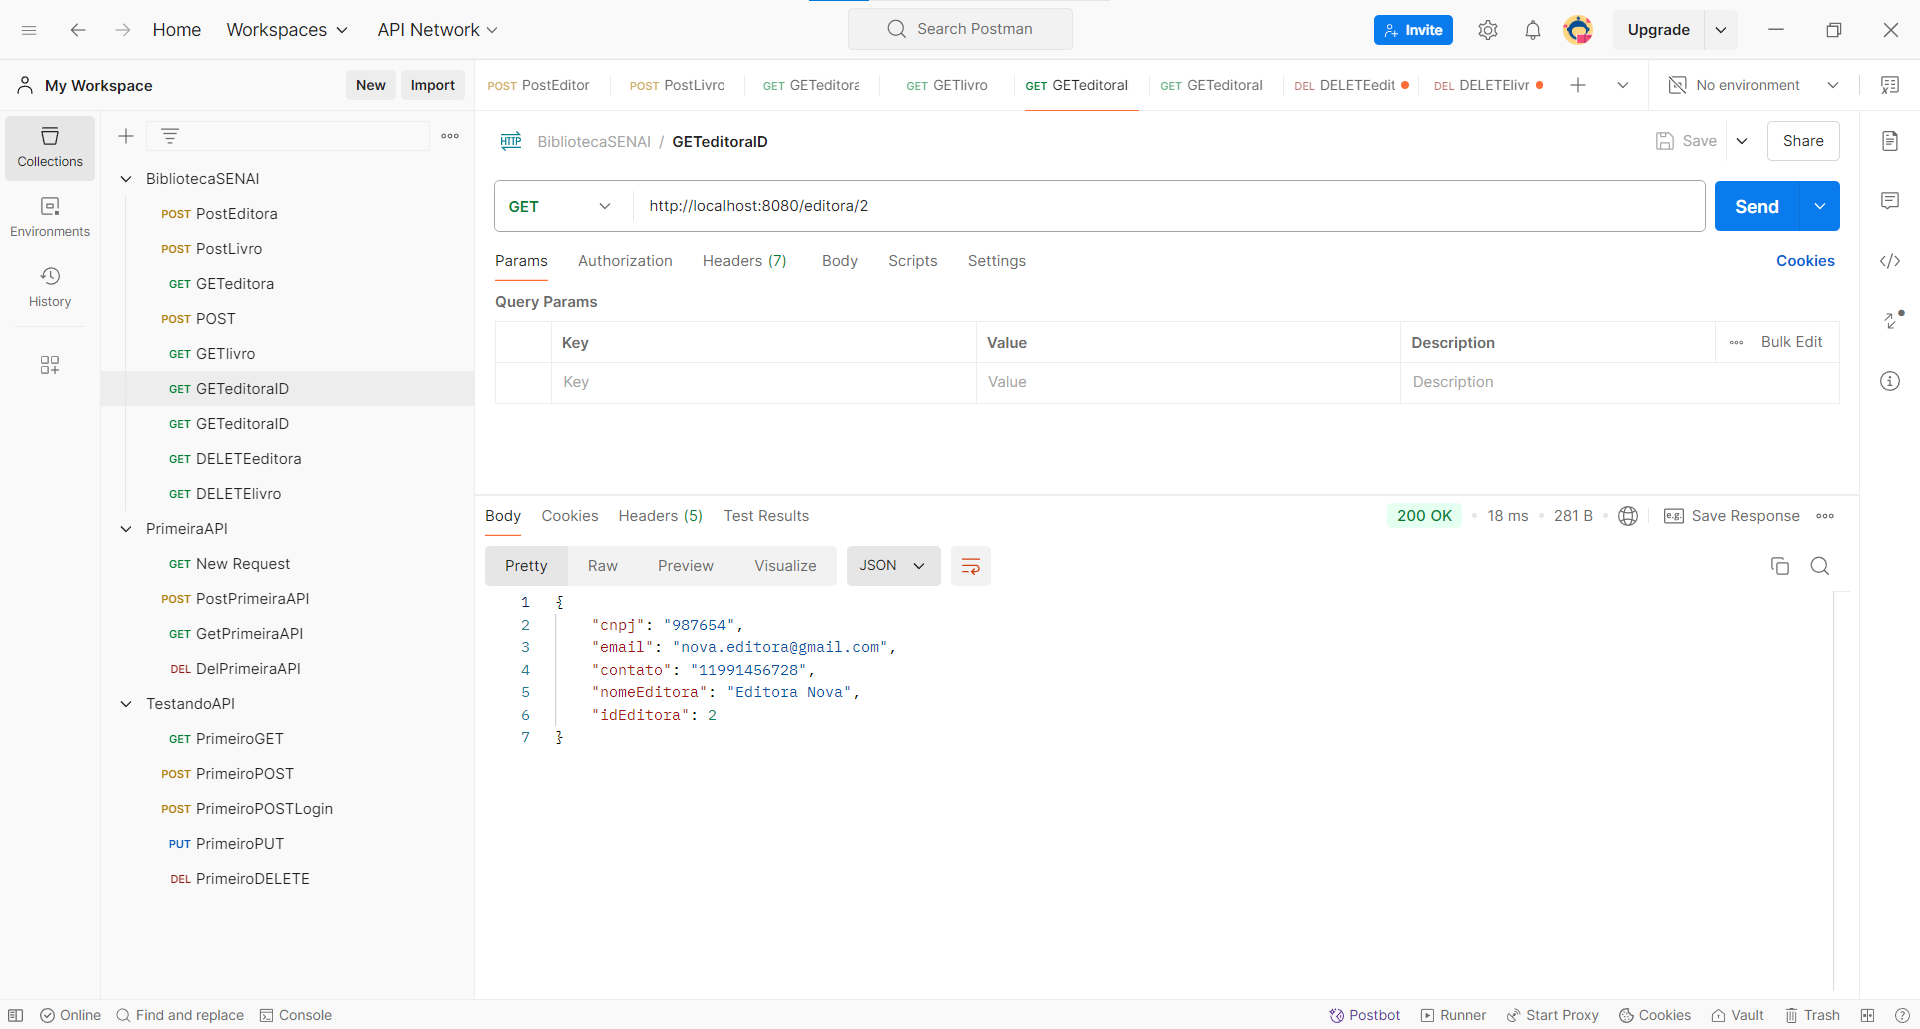 Home Workspaces API Network Search Postman Invite Upgrade
My Workspace New Import
POST PostEditor POST PostLivro GET GETeditora GET GETlivro GET GETeditoraI GET GETeditoraI DEL DELETEedit DEL DELETElivr No environment
Collections
Environments
History
BibliotecaSENAI
POST PostEditora
POST PostLivro
GET GETeditora
POST POST
GET GETlivro
GET GETeditoraID
GET GETeditoraID
GET DELETEeditora
GET DELETElivro
PrimeiraAPI
GET New Request
POST PostPrimeiraAPI
GET GetPrimeiraAPI
DEL DelPrimeiraAPI
TestandoAPI
GET PrimeiroGET
POST PrimeiroPOST
POST PrimeiroPOSTLogin
PUT PrimeiroPUT
DEL PrimeiroDELETE
HTTP BibliotecaSENAI / GETeditoraID Save Share
GET http://localhost:8080/editora/2 Send
Params Authorization Headers (7) Body Scripts Settings Cookies
Query Params
Key Value Description Bulk Edit
Key Value Description
Body Cookies Headers (5) Test Results 200 OK 18 ms 281 B e.g. Save Response
Pretty Raw Preview Visualize JSON
1 {
2 "cnpj": "987654",
3 "email": "nova.editora@gmail.com",
4 "contato": "11991456728",
5 "nomeEditora": "Editora Nova",
6 "idEditora": 2
7 }
Online Find and replace Console Postbot Runner Start Proxy Cookies Vault Trash